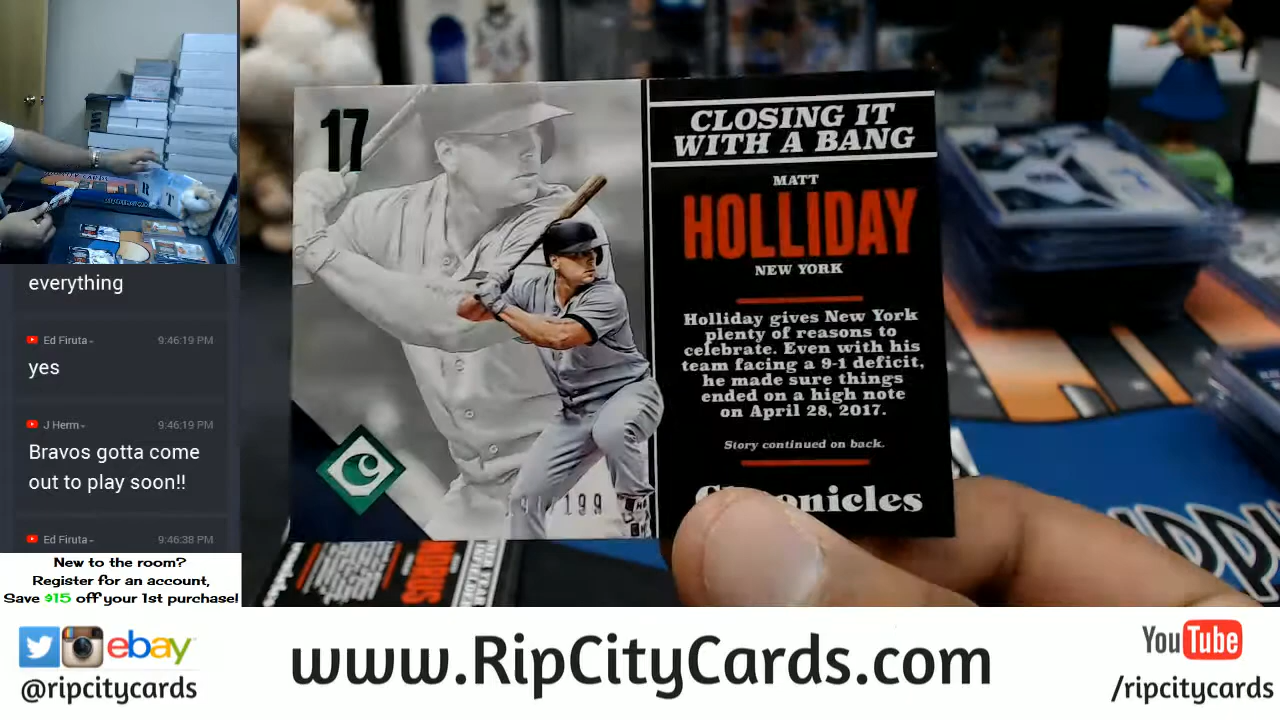 everything
Ed Firuta
9:46:19 PM
yes
J Herm
9:46:19 PM
Bravos gotta come
out to play soon!!
Ed Firuta
9:46:38 PM
New to the room?
Register for an account,
Save $15 off your 1st purchase!
17
CLOSING IT
WITH A BANG
MATT
HOLLIDAY
NEW YORK
Holliday gives New York
plenty of reasons to
celebrate. Even with his
team facing a 9-1 deficit,
he made sure things
ended on a high note
on April 28, 2017.
Story continued on back.
nicles
/199
ebay
@ripcitycards
www.RipCityCards.com
YouTube
/ripcitycards